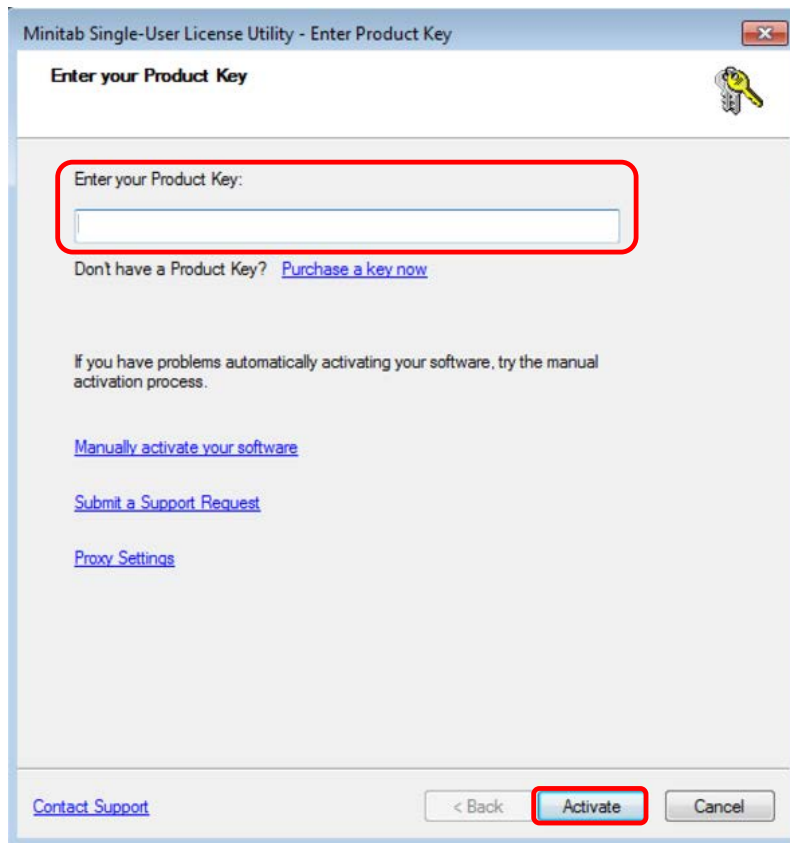 Minitab Single-User License Utility - Enter Product Key
Enter your Product Key
Enter your Product Key:
Don't have a Product Key? Purchase a key now
If you have problems automatically activating your software, try the manual
activation process.
Manually activate your software
Submit a Support Request
Proxy Settings
Contact Support < Back Activate Cancel